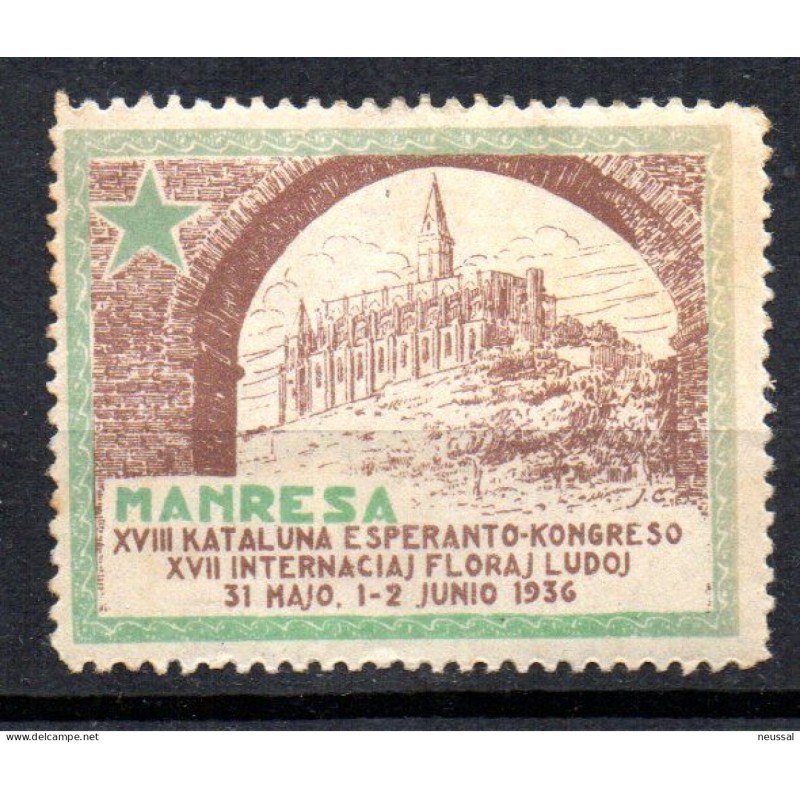 J.C.
MANRESA
XVIII KATALUNA ESPERANTO-KONGRESO
XVII INTERNACIAJ FLORAJ LUDOJ
31 MAJO, 1-2 JUNIO 1936
www.delcampe.net
neussal